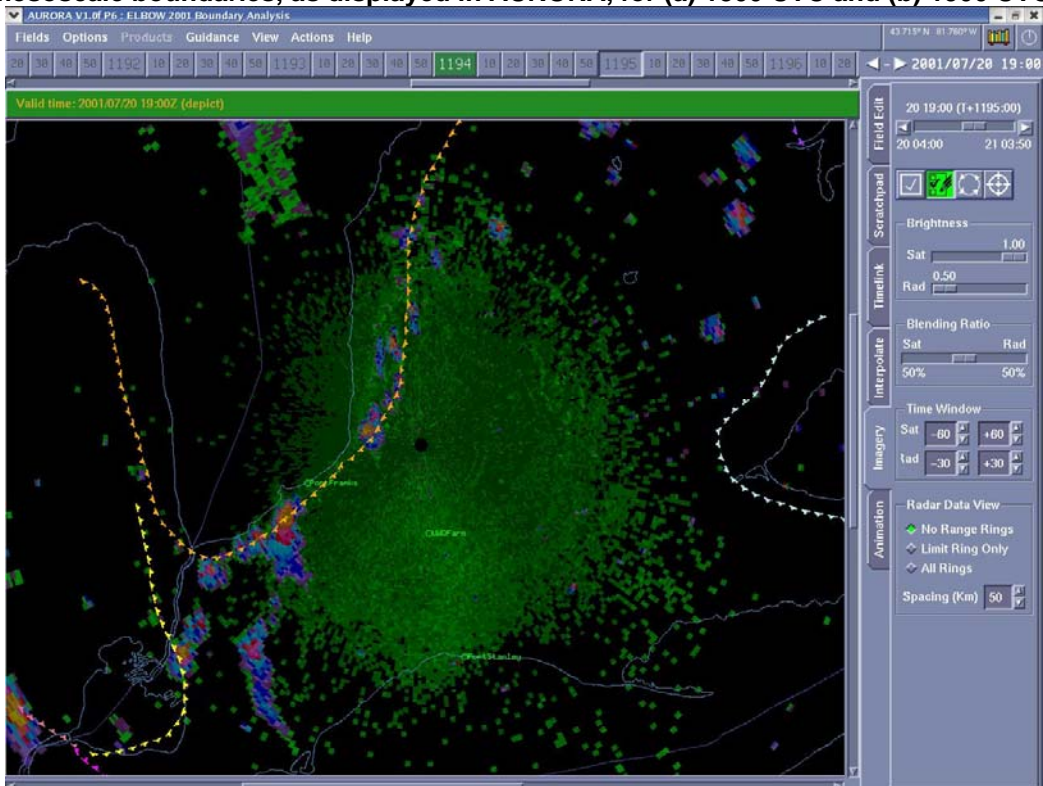 mesoscale boundaries, as displayed in AURORA, for (a) 1600 UTC and (b) 1900 UTC
AURORA V1.0f P6 : ELBOW 2001 Boundary Analysis
Fields Options Products Guidance View Actions Help
43.715° N 81.760° W
20 30 40 50 1192 10 20 30 40 50 1193 10 20 30 40 50 1194 10 20 30 40 50 1195 10 20 30 40 50 1196 10 20
2001/07/20 19:00
Valid time: 2001/07/20 19:00Z (depict)
20 19:00 (T+1195:00)
20 04:00 21 03:50
Field Edit
Scratchpad
Timelink
Interpolate
Imagery
Animation
Brightness
1.00
Sat
0.50
Rad
Blending Ratio
Sat Rad
50% 50%
Time Window
Sat -60 +60
Rad -30 +30
Radar Data View
No Range Rings
Limit Ring Only
All Rings
Spacing (Km) 50
PortFranks
UWOFarm
PortStanley